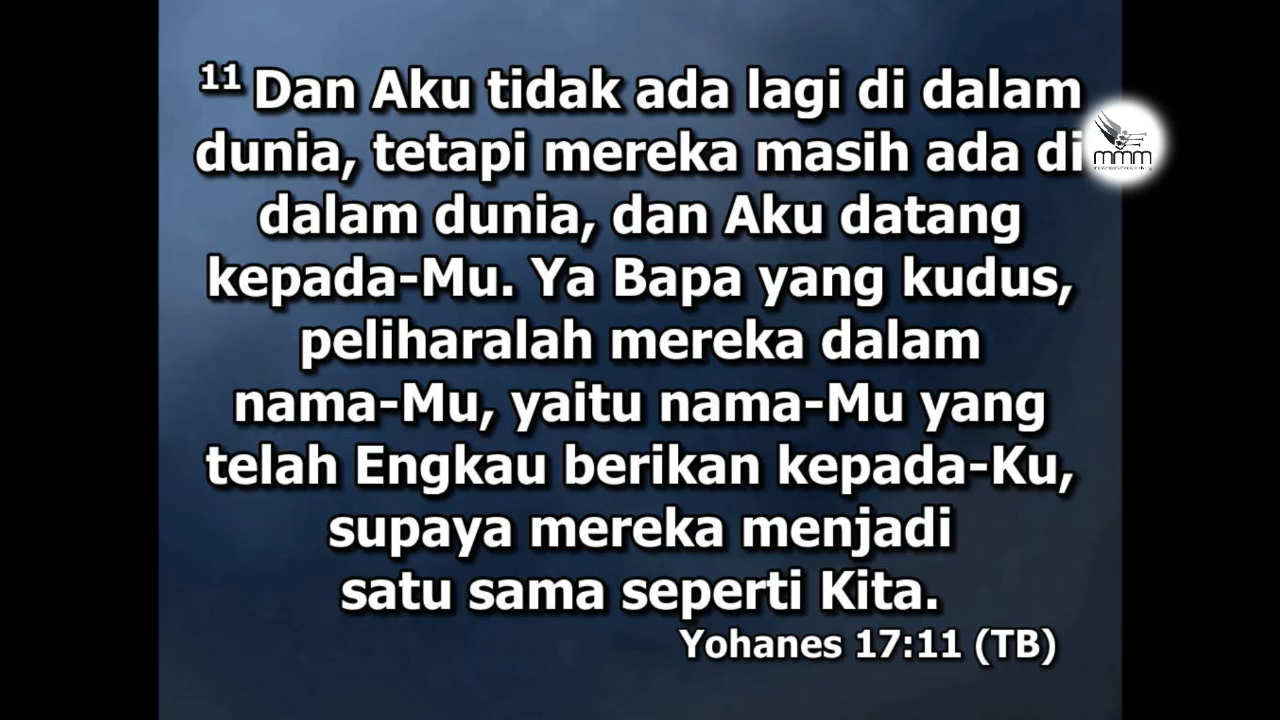 11 Dan Aku tidak ada lagi di dalam
dunia, tetapi mereka masih ada di
dalam dunia, dan Aku datang
kepada-Mu. Ya Bapa yang kudus,
peliharalah mereka dalam
nama-Mu, yaitu nama-Mu yang
telah Engkau berikan kepada-Ku,
supaya mereka menjadi
satu sama seperti Kita.
Yohanes 17:11 (TB)
mmm